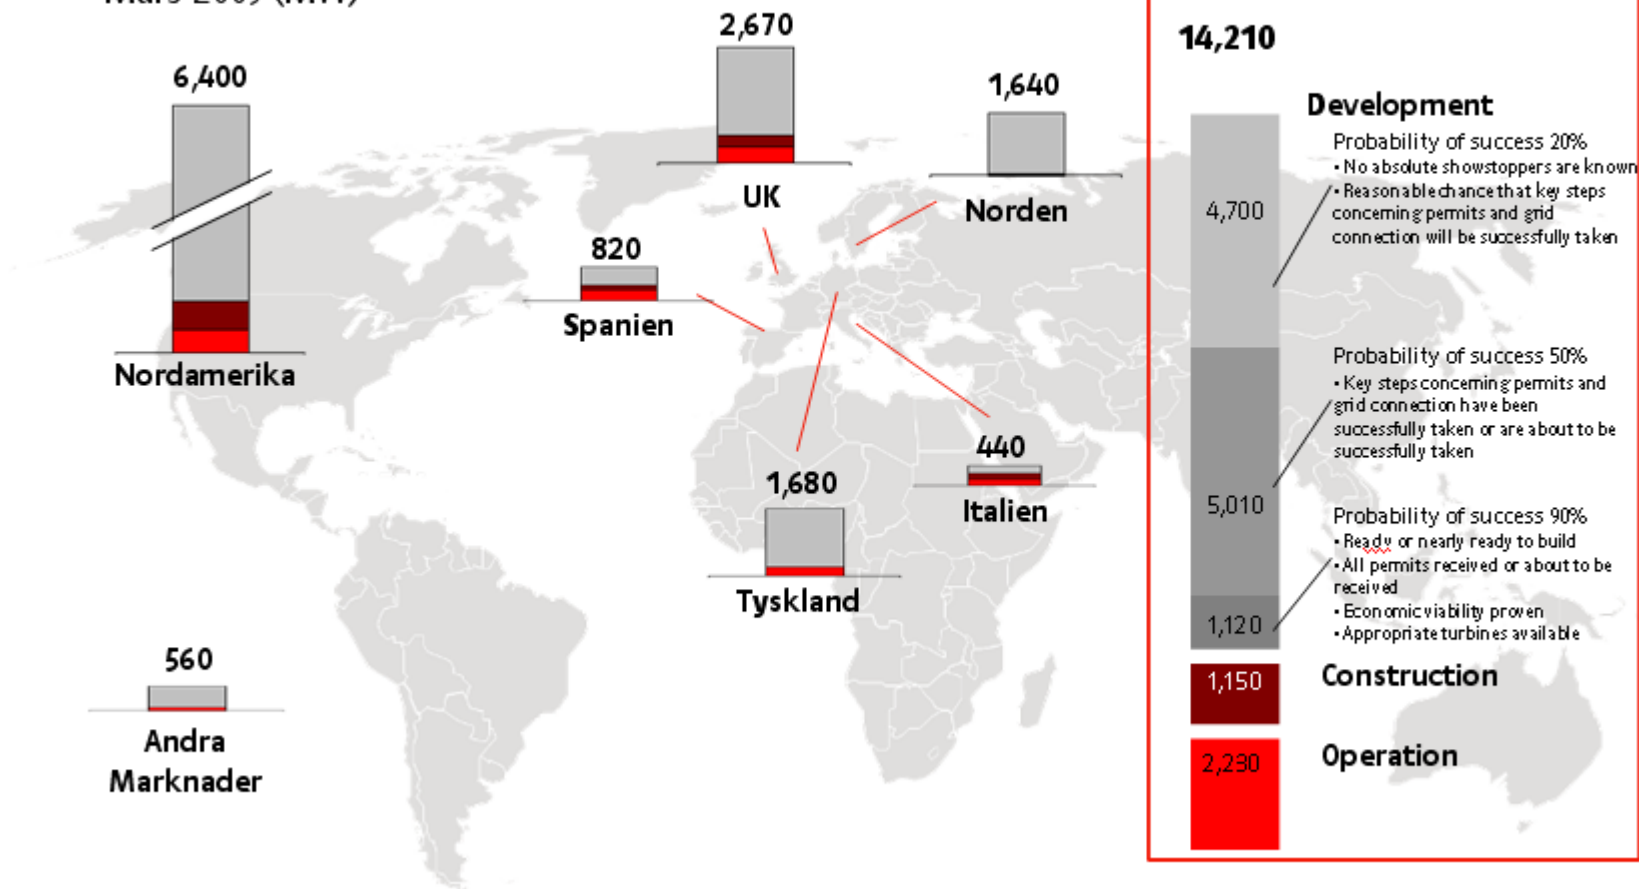 Mars 2009 (MW)
2,670
14,210
6,400
1,640
Development
Probability of success 20%
• No absolute showstoppers are known
• Reasonable chance that key steps
concerning permits and grid
connection will be successfully taken
4,700
UK
Norden
820
Spanien
Nordamerika
Probability of success 50%
• Key steps concerning permits and
grid connection have been
successfully taken or are about to be
successfully taken
440
1,680
Italien
5,010
Probability of success 90%
• Ready or nearly ready to build
• All permits received or about to be
received
• Economic viability proven
• Appropriate turbines available
Tyskland
1,120
560
1,150
Construction
Andra
Marknader
2,230
Operation